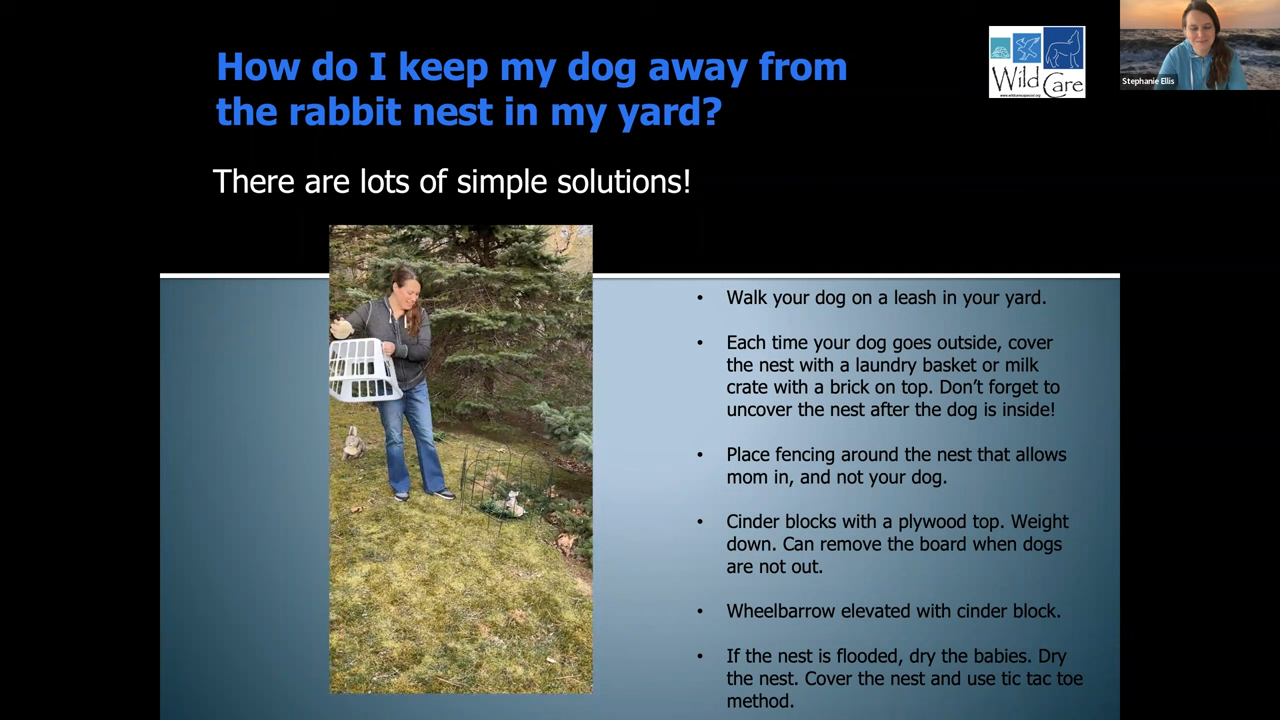 How do I keep my dog away from
the rabbit nest in my yard?
Wild Care
Stephanie Ellis
There are lots of simple solutions!
• Walk your dog on a leash in your yard.
• Each time your dog goes outside, cover
the nest with a laundry basket or milk
crate with a brick on top. Don’t forget to
uncover the nest after the dog is inside!
• Place fencing around the nest that allows
mom in, and not your dog.
• Cinder blocks with a plywood top. Weight
down. Can remove the board when dogs
are not out.
• Wheelbarrow elevated with cinder block.
• If the nest is flooded, dry the babies. Dry
the nest. Cover the nest and use tic tac toe
method.